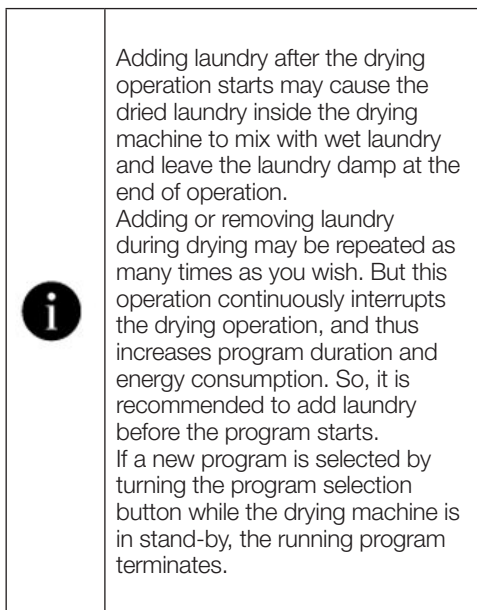 Adding laundry after the drying
operation starts may cause the
dried laundry inside the drying
machine to mix with wet laundry
and leave the laundry damp at the
end of operation.
Adding or removing laundry
during drying may be repeated as
many times as you wish. But this
operation continuously interrupts
the drying operation, and thus
increases program duration and
energy consumption. So, it is
recommended to add laundry
before the program starts.
If a new program is selected by
turning the program selection
button while the drying machine is
in stand-by, the running program
terminates.